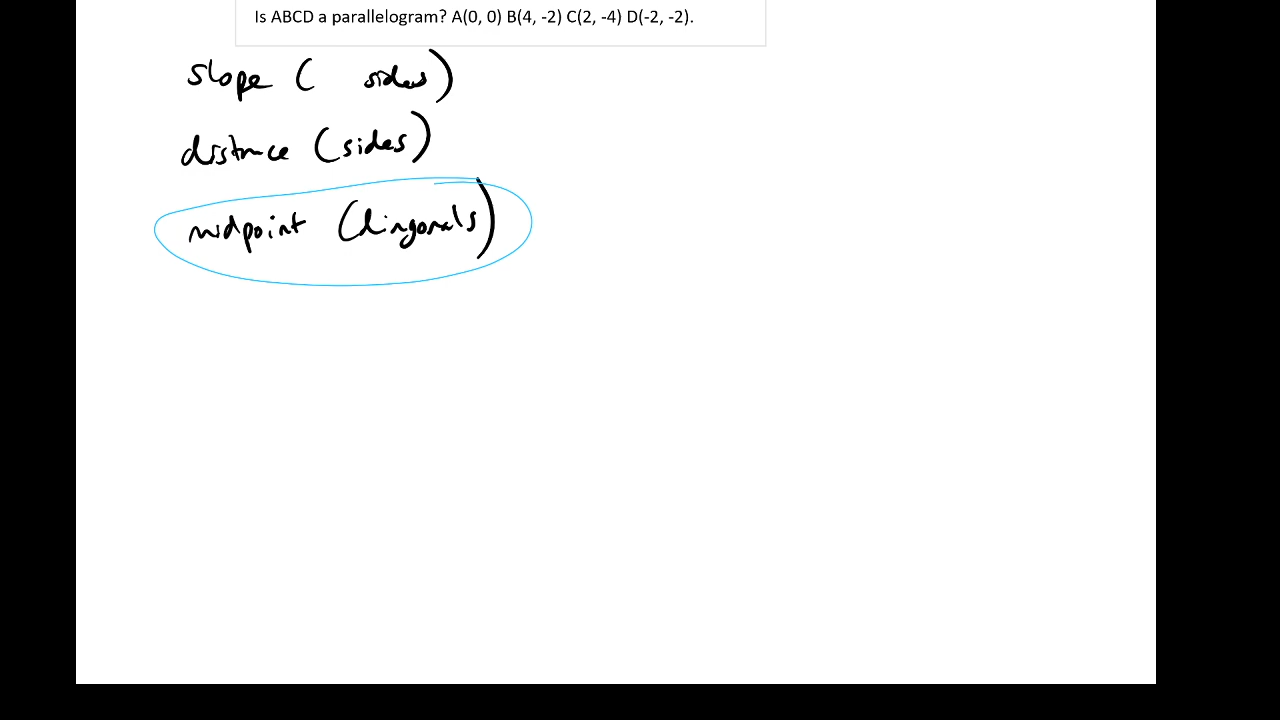 Is ABCD a parallelogram? A(0, 0) B(4, -2) C(2, -4) D(-2, -2).
slope ( sides)
distance (sides)
midpoint (diagonals)